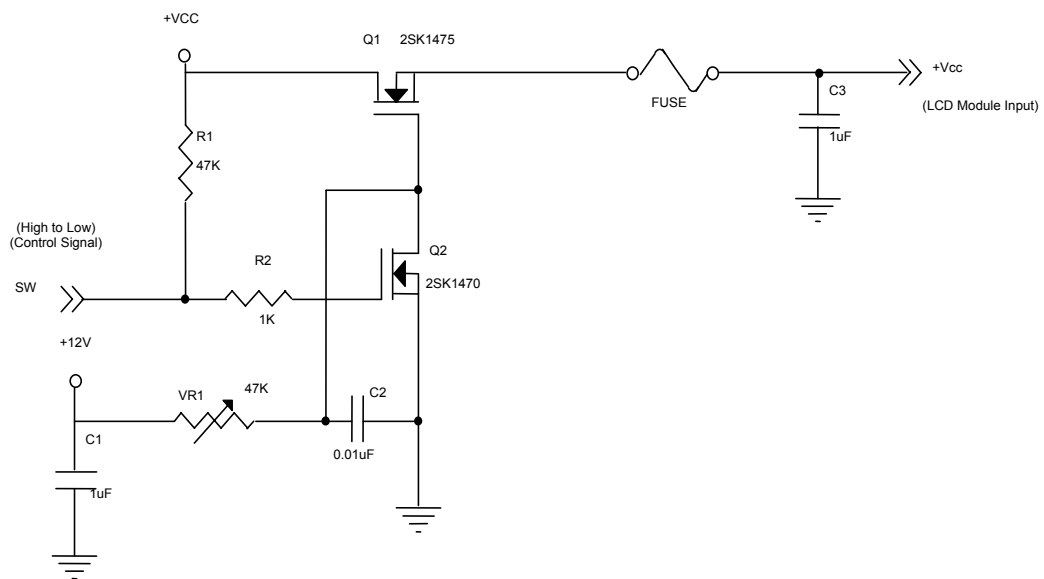 +VCC
Q1 2SK1475
+Vcc
FUSE
C3
(LCD Module Input)
R1
1uF
47K
(High to Low)
(Control Signal)
Q2
R2
SW
2SK1470
1K
+12V
47K
VR1
C2
C1
0.01uF
1uF